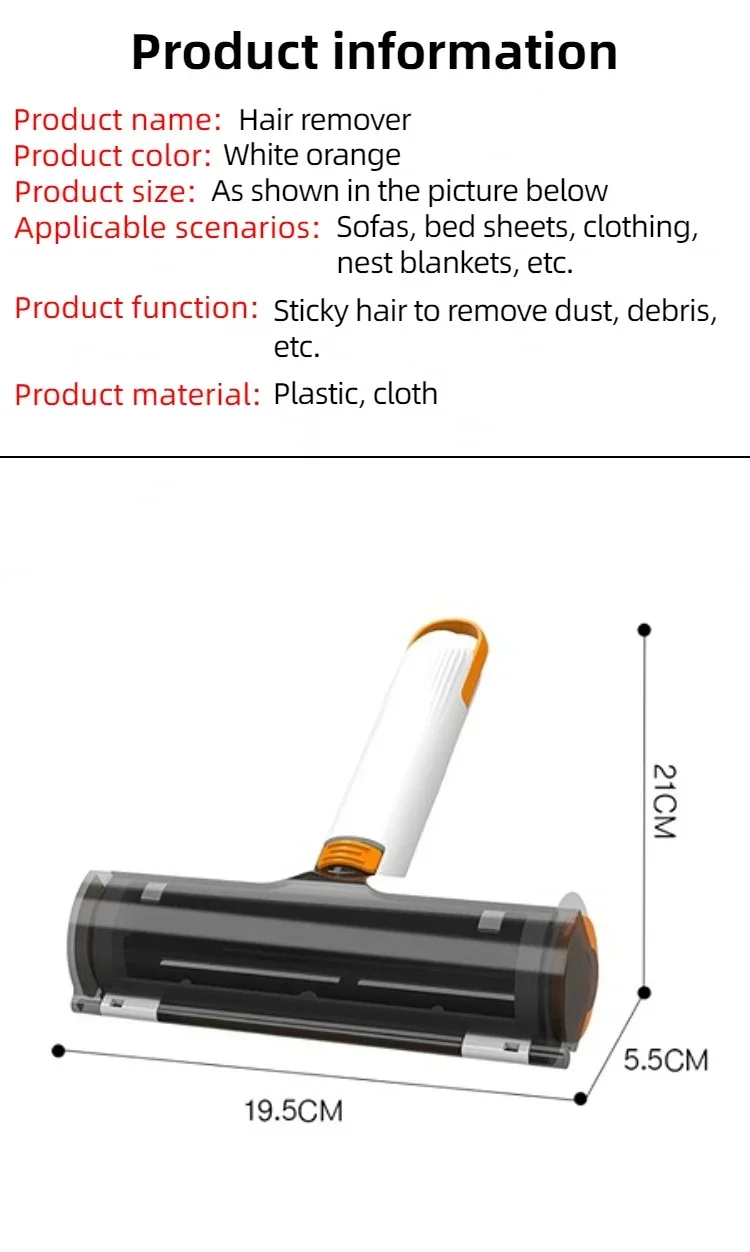 Product information
Product name: Hair remover
Product color: White orange
Product size: As shown in the picture below
Applicable scenarios: Sofas, bed sheets, clothing,
nest blankets, etc.
Product function: Sticky hair to remove dust, debris,
etc.
Product material: Plastic, cloth
21CM
5.5CM
19.5CM